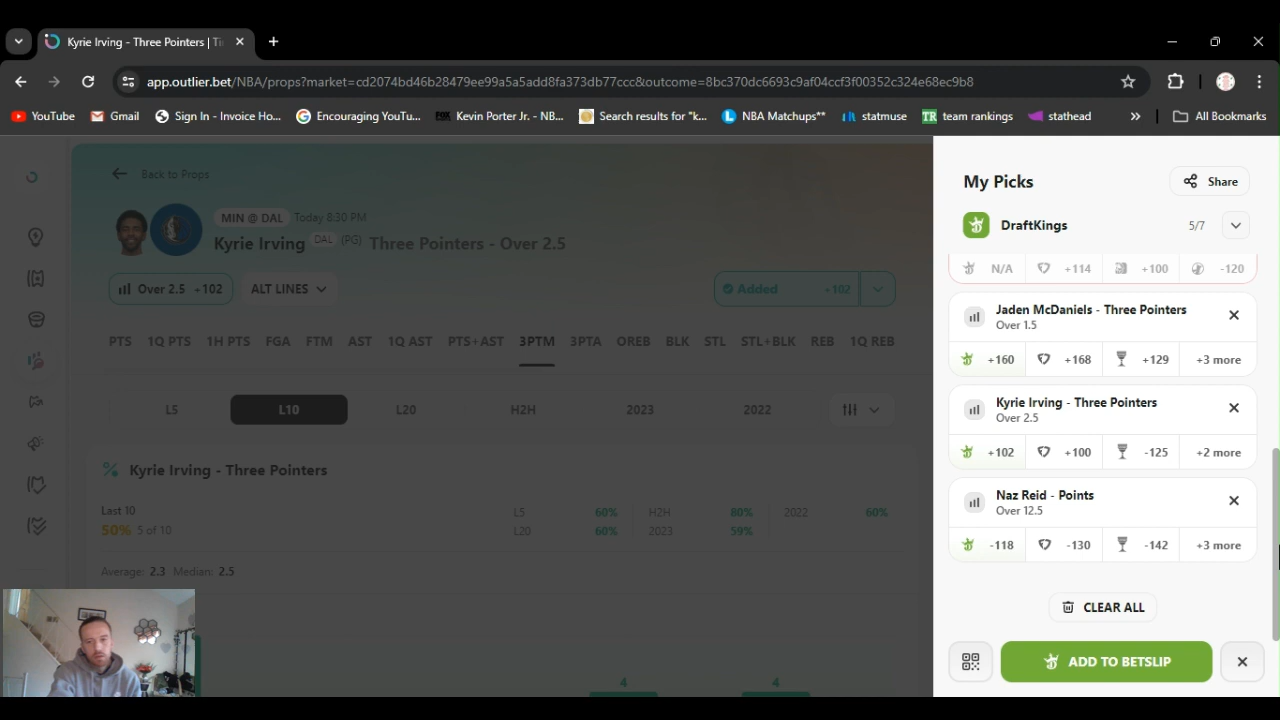 Kyrie Irving - Three Pointers | Ti
app.outlier.bet/NBA/props?market=cd2074bd46b28479ee99a5a5add8fa373db77ccc&outcome=8bc370dc6693c9af04ccf3f00352c324e68ec9b8
YouTube Gmail Sign In - Invoice Ho... Encouraging YouTu... FOX Kevin Porter Jr. - NB... Search results for "k... NBA Matchups** statmuse TR team rankings stathead » All Bookmarks
Back to Props
MIN @ DAL Today 8:30 PM
Kyrie Irving DAL (PG) Three Pointers - Over 2.5
Over 2.5 +102 ALT LINES Added +102
PTS 1Q PTS 1H PTS FGA FTM AST 1Q AST PTS+AST 3PTM 3PTA OREB BLK STL STL+BLK REB 1Q REB
L5 L10 L20 H2H 2023 2022
Kyrie Irving - Three Pointers
Last 10
50% 5 of 10
L5 60% H2H 80% 2022 60%
L20 60% 2023 59%
Average: 2.3 Median: 2.5
4 4
My Picks Share
DraftKings 5/7
N/A +114 +100 -120
Jaden McDaniels - Three Pointers
Over 1.5
+160 +168 +129 +3 more
Kyrie Irving - Three Pointers
Over 2.5
+102 +100 -125 +2 more
Naz Reid - Points
Over 12.5
-118 -130 -142 +3 more
CLEAR ALL
ADD TO BETSLIP